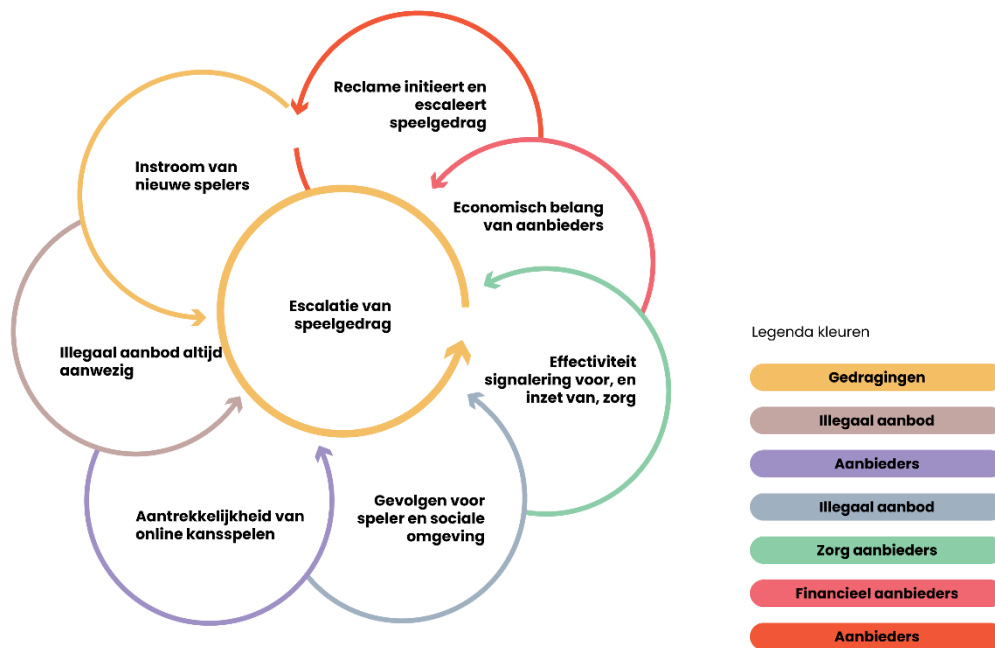 Reclame initieert en
escaleert
speelgedrag
Instroom van
nieuwe spelers
Economisch belang
van aanbieders
Escalatie van
speelgedrag
Illegaal aanbod altijd
aanwezig
Effectiviteit
signalering voor, en
inzet van, zorg
Aantrekkelijkheid van
online kansspelen
Gevolgen voor
speler en sociale
omgeving
Legenda kleuren
Gedragingen
Illegaal aanbod
Aanbieders
Illegaal aanbod
Zorg aanbieders
Financieel aanbieders
Aanbieders